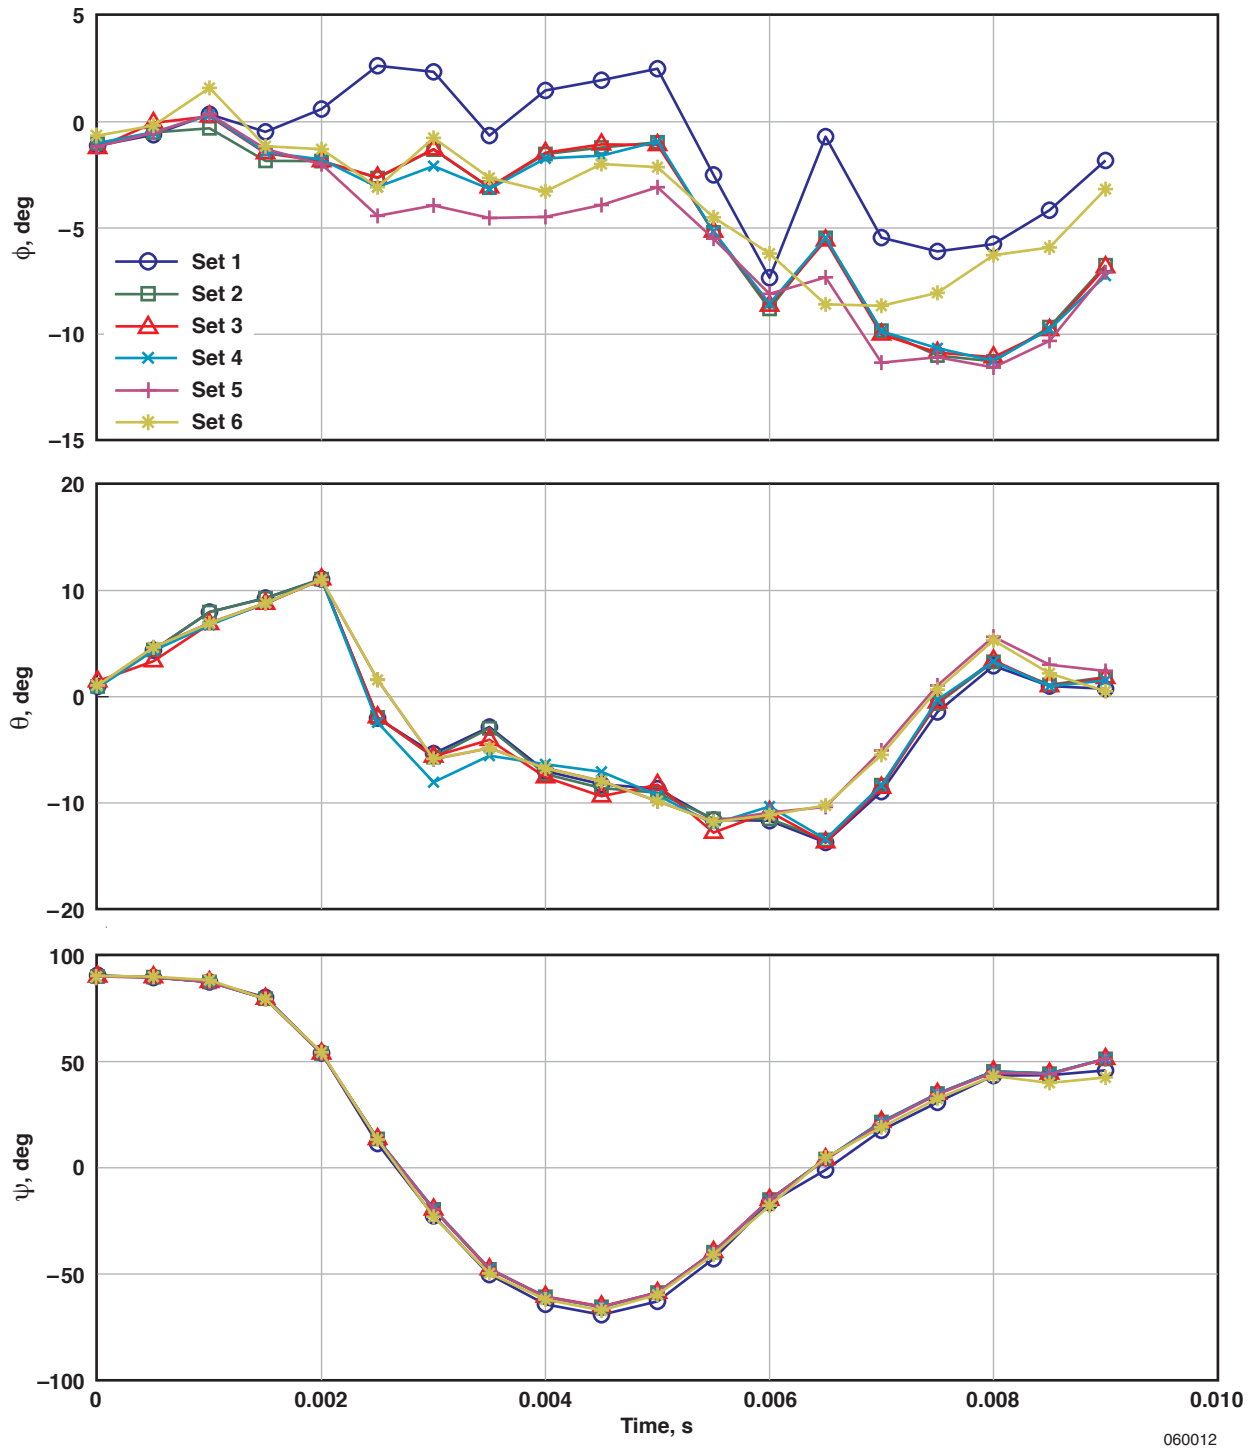 5
0
−5
−10
−15
ϕ, deg
Set 1
Set 2
Set 3
Set 4
Set 5
Set 6
20
10
0
−10
−20
θ, deg
100
50
0
−50
−100
ψ, deg
0 0.002 0.004 0.006 0.008 0.010
Time, s
060012